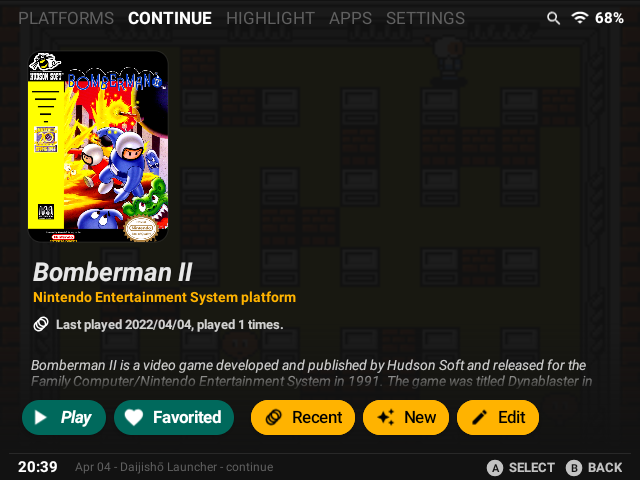 PLATFORMS CONTINUE HIGHLIGHT APPS SETTINGS 68%
HUDSON SOFT
BOMBERMAN
Nintendo
Bomberman II
Nintendo Entertainment System platform
Last played 2022/04/04, played 1 times.
Bomberman II is a video game developed and published by Hudson Soft and released for the
Family Computer/Nintendo Entertainment System in 1991. The game was titled Dynablaster in
Play Favorited Recent New Edit
20:39 Apr 04 - Daijishō Launcher - continue A SELECT B BACK